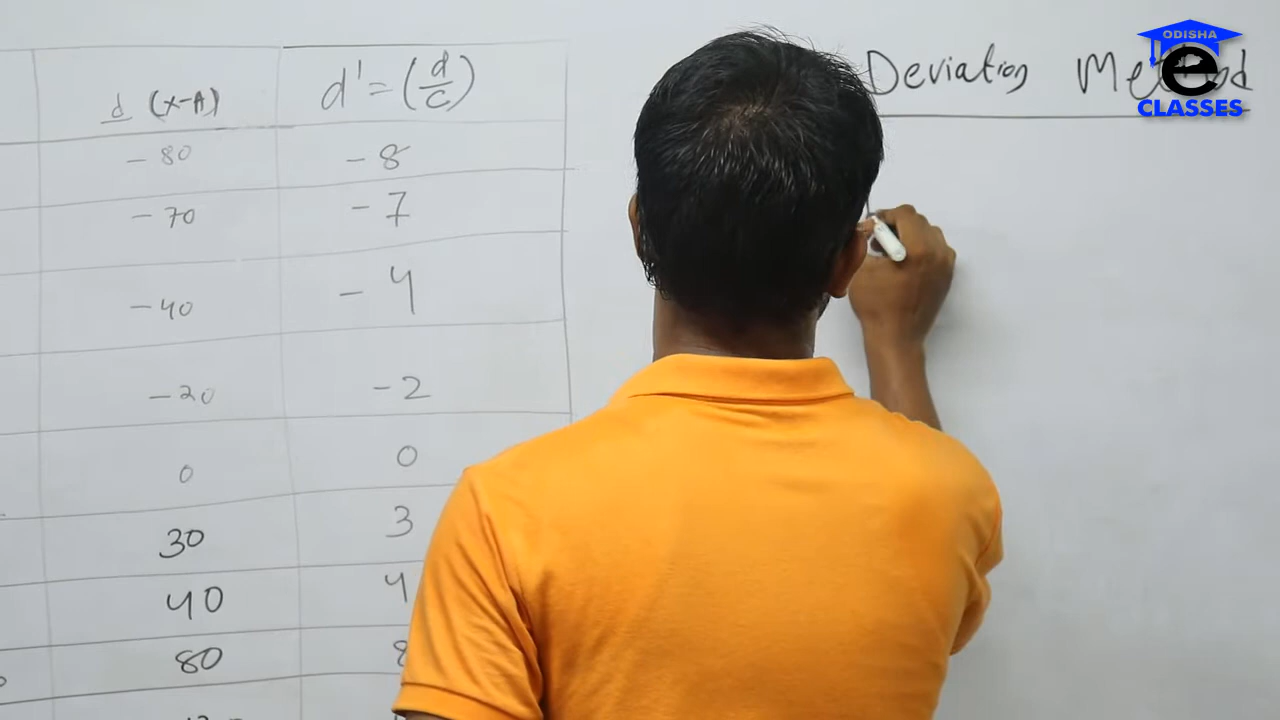 Deviation Method
ODISHA
e
CLASSES
d (X-A) d' = (d/c)
-80 -8
-70 -7
-40 -4
-20 -2
0 0
30 3
40 4
80 8